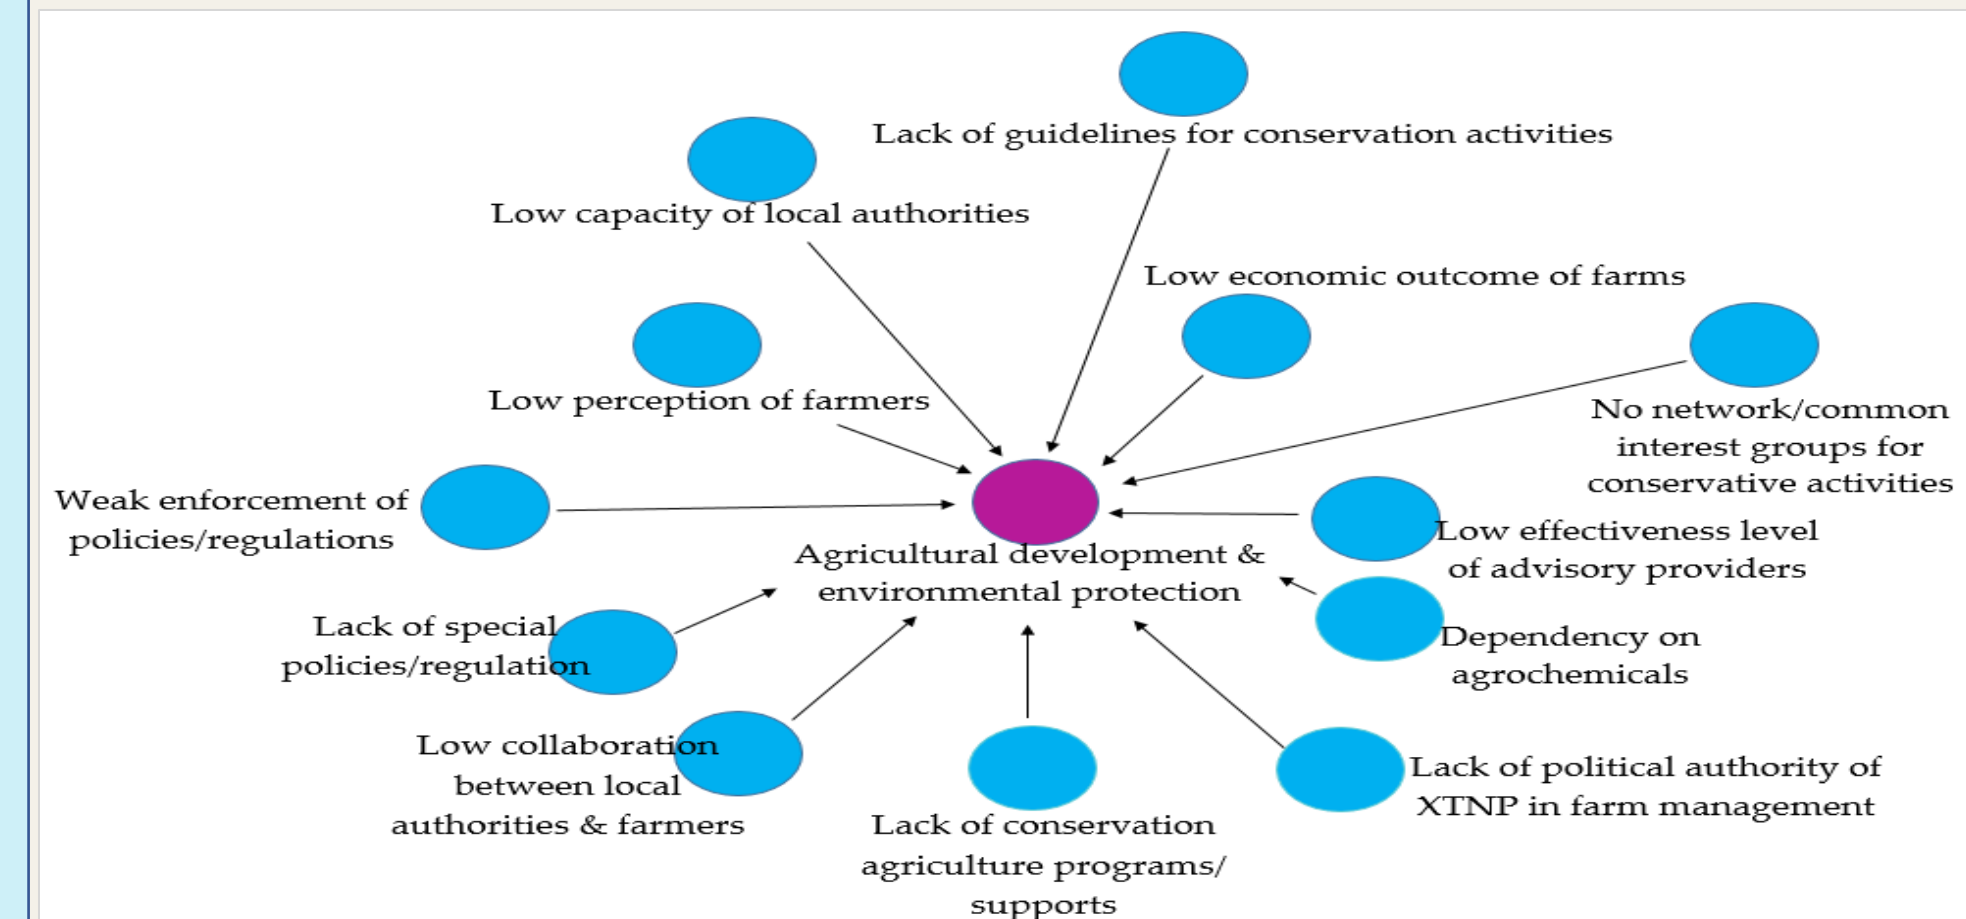 Lack of guidelines for conservation activities
Low capacity of local authorities
Low economic outcome of farms
Low perception of farmers
No network/common
interest groups for
conservative activities
Weak enforcement of
policies/regulations
Low effectiveness level
of advisory providers
Agricultural development &
environmental protection
Lack of special
policies/regulation
Dependency on
agrochemicals
Low collaboration
between local
authorities & farmers
Lack of conservation
agriculture programs/
supports
Lack of political authority of
XTNP in farm management